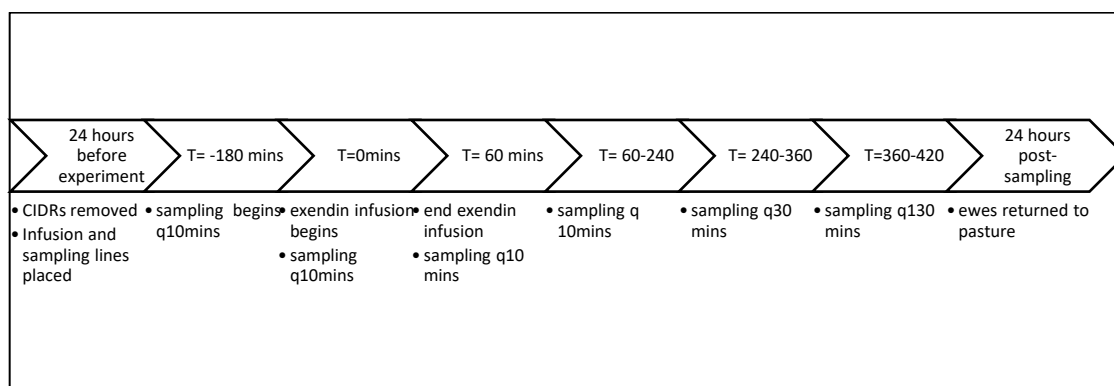 24 hours
before
experiment
T= -180 mins
T=0mins
T= 60 mins
T= 60-240
T= 240-360
T=360-420
24 hours
post-
sampling
• CIDRs removed
• Infusion and
sampling lines
placed
• sampling begins
q10mins
• exendin infusion
begins
• sampling
q10mins
• end exendin
infusion
• sampling q10
mins
• sampling q
10mins
• sampling q30
mins
• sampling q130
mins
• ewes returned to
pasture